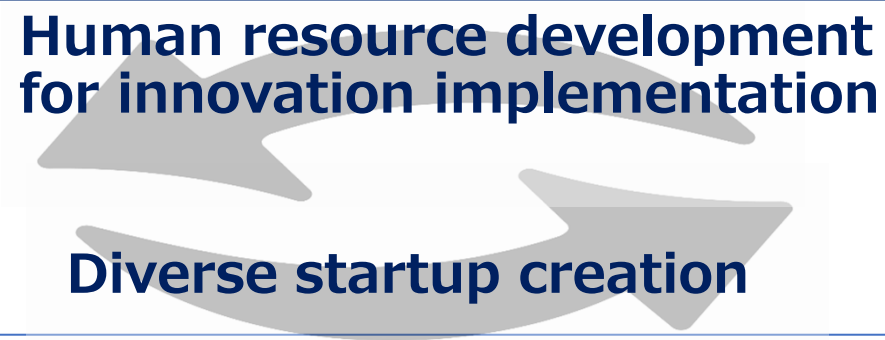 Human resource development
for innovation implementation
Diverse startup creation